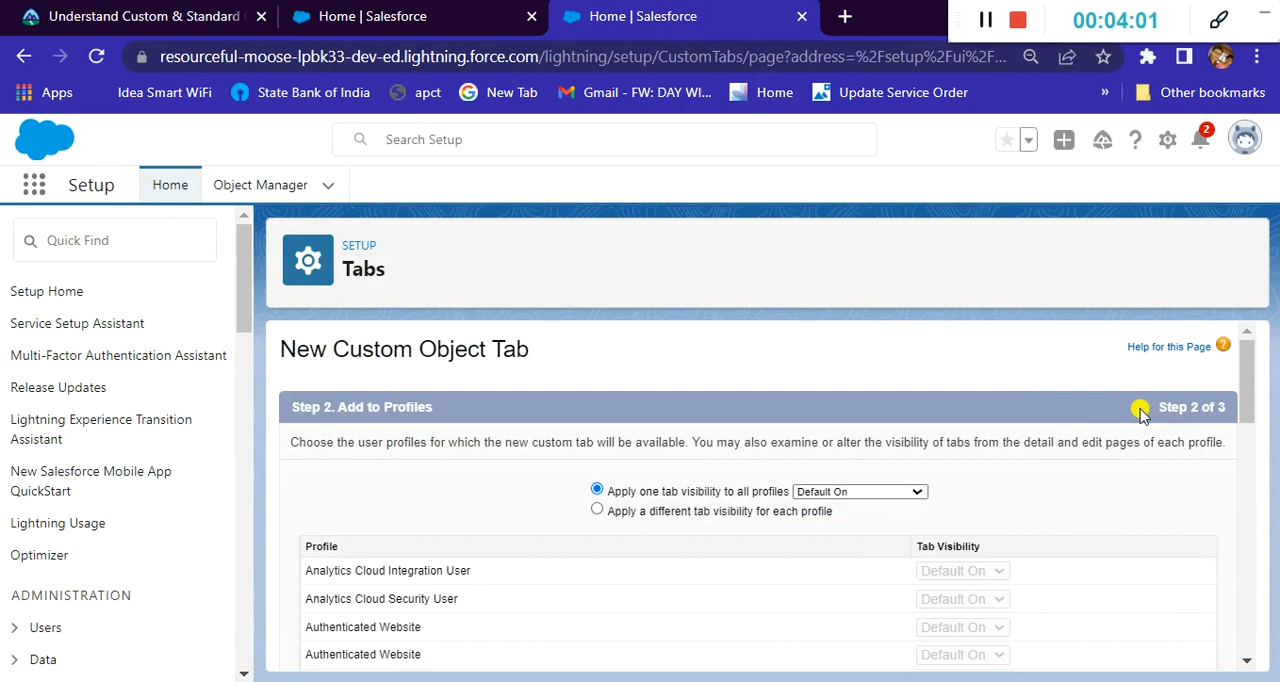 Understand Custom & Standard
Home | Salesforce
Home | Salesforce
00:04:01
resourceful-moose-lpbk33-dev-ed.lightning.force.com/lightning/setup/CustomTabs/page?address=%2Fsetup%2Fui%2F...
Apps
Idea Smart WiFi
State Bank of India
apct
New Tab
Gmail - FW: DAY WI...
Home
Update Service Order
»
Other bookmarks
Search Setup
2
Setup
Home
Object Manager
Quick Find
Setup Home
Service Setup Assistant
Multi-Factor Authentication Assistant
Release Updates
Lightning Experience Transition
Assistant
New Salesforce Mobile App
QuickStart
Lightning Usage
Optimizer
ADMINISTRATION
Users
Data
SETUP
Tabs
New Custom Object Tab
Help for this Page ?
Step 2. Add to Profiles
Step 2 of 3
Choose the user profiles for which the new custom tab will be available. You may also examine or alter the visibility of tabs from the detail and edit pages of each profile.
Apply one tab visibility to all profiles Default On
Apply a different tab visibility for each profile
Profile Tab Visibility
Analytics Cloud Integration User Default On
Analytics Cloud Security User Default On
Authenticated Website Default On
Authenticated Website Default On